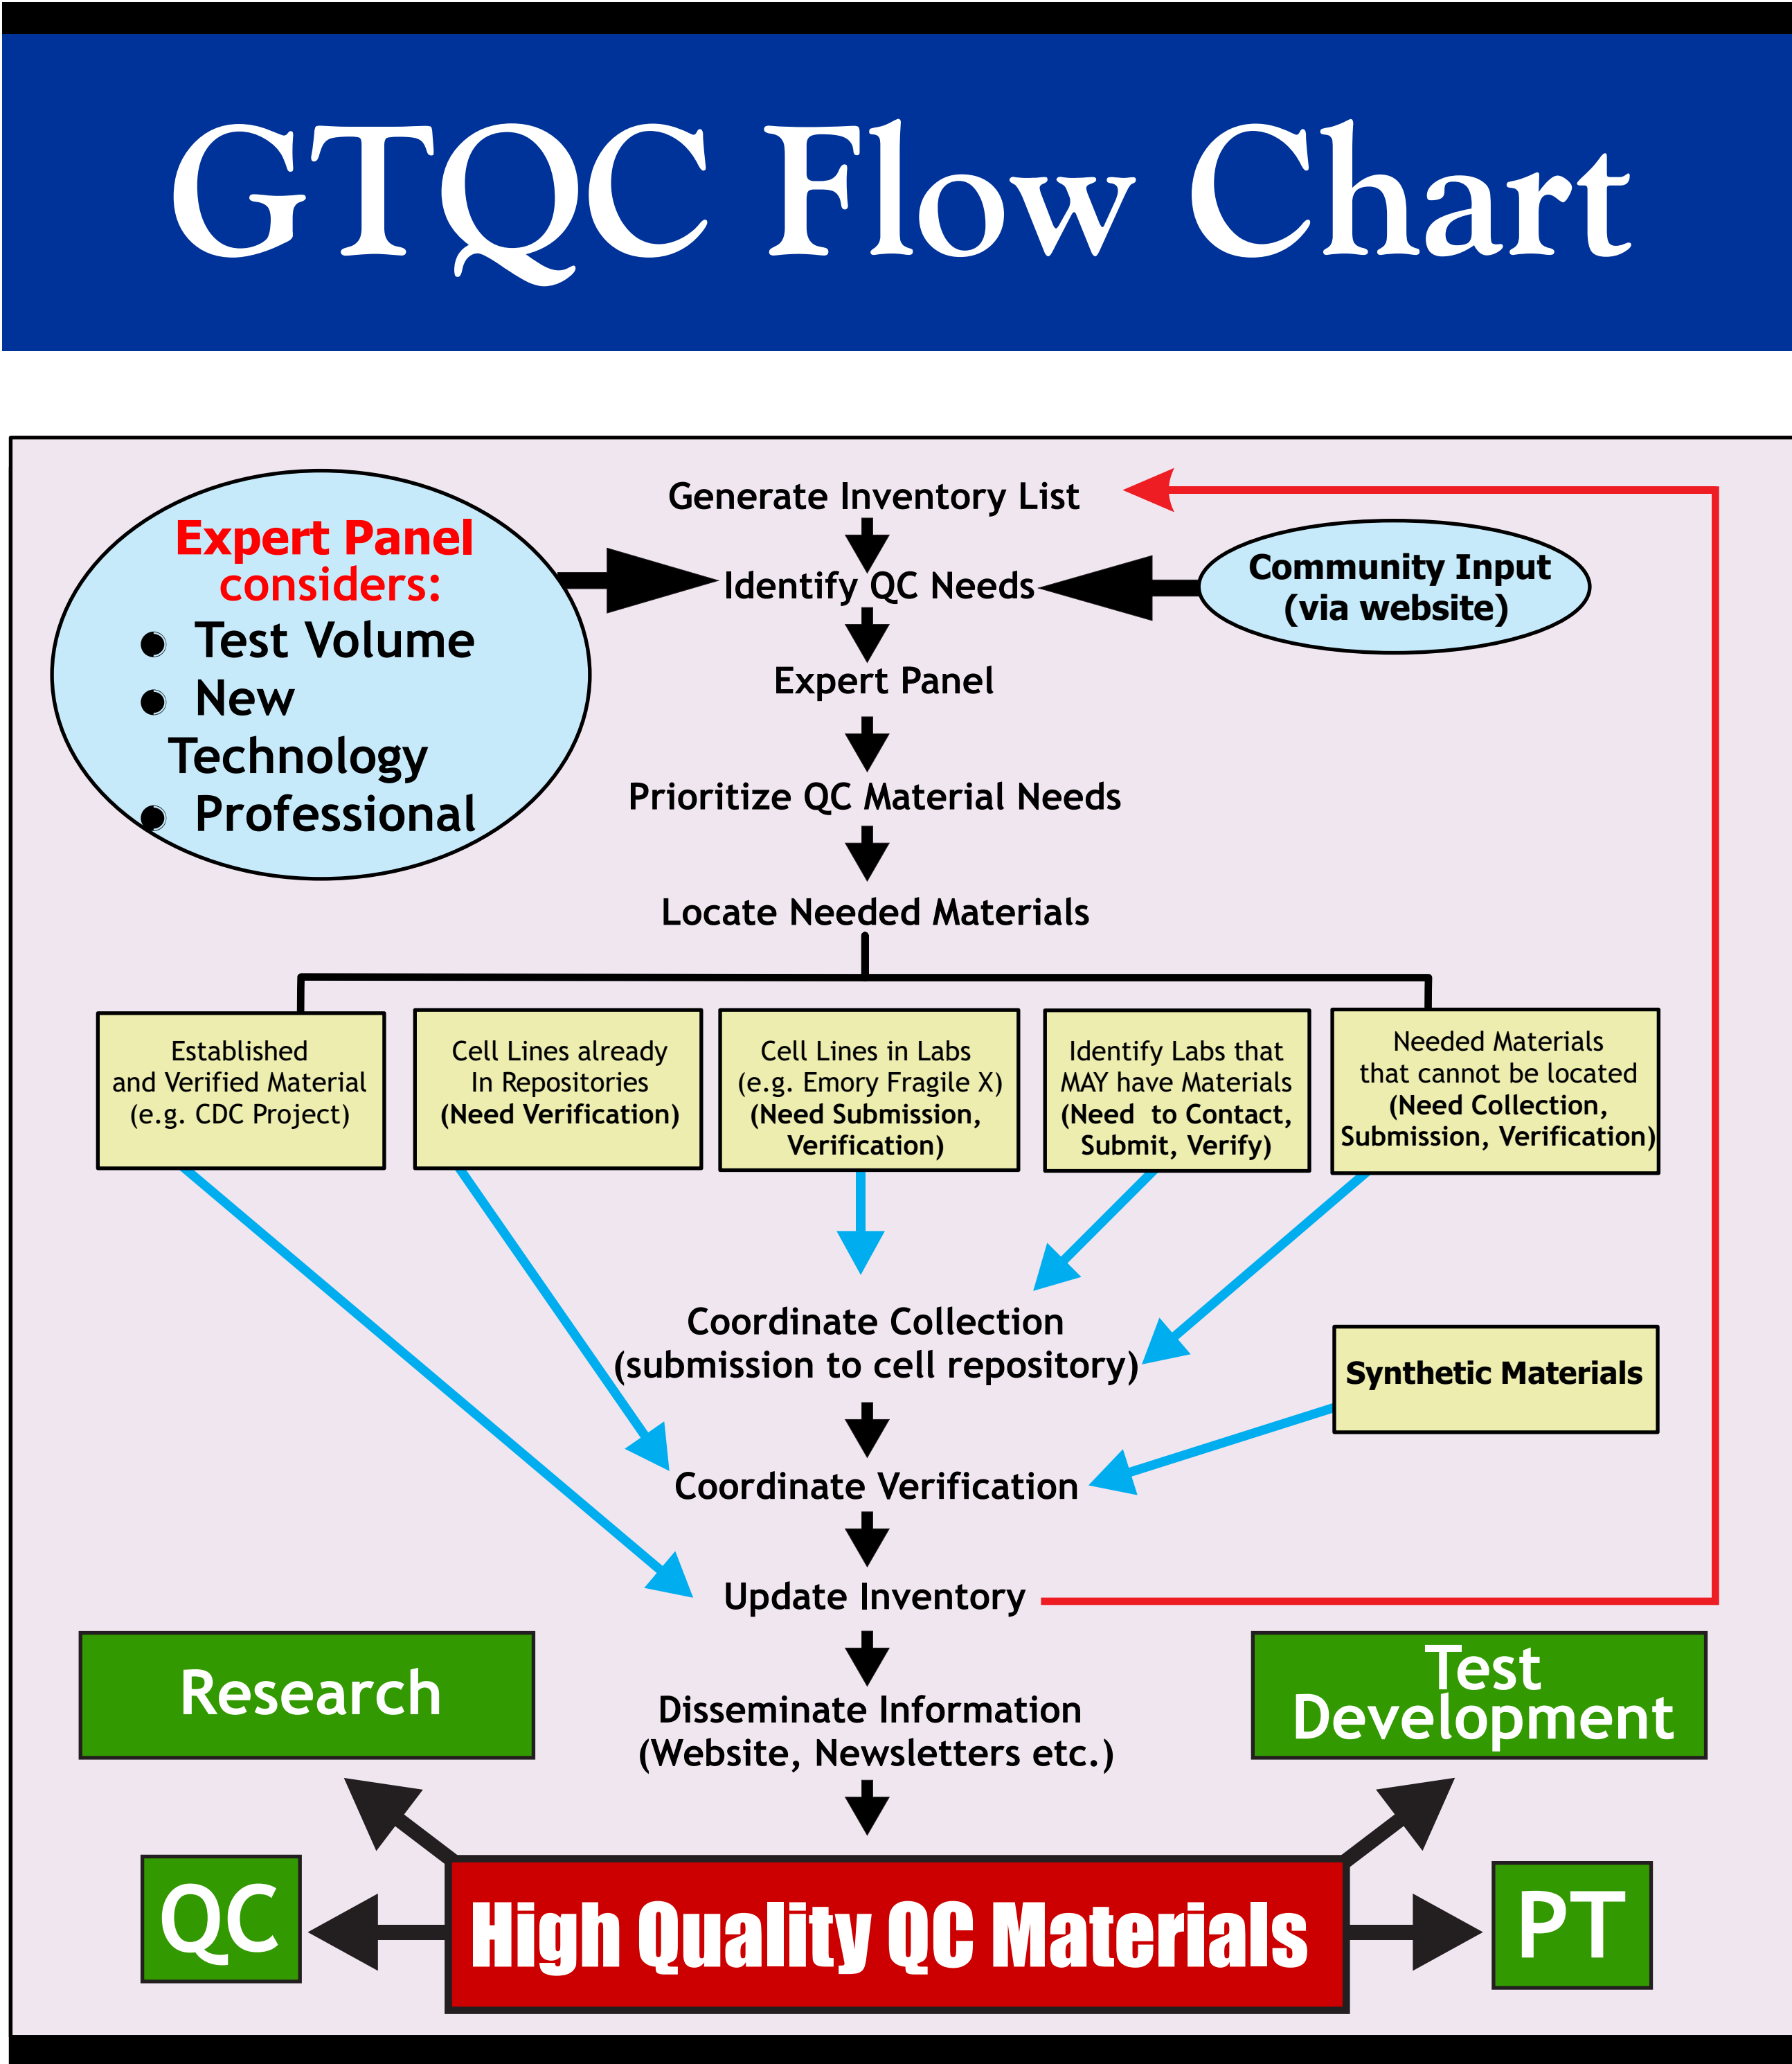 GTQC Flow Chart
Generate Inventory List
Expert Panel
considers:
● Test Volume
● New
Technology
● Professional
Identify QC Needs
Community Input
(via website)
Expert Panel
Prioritize QC Material Needs
Locate Needed Materials
Established
and Verified Material
(e.g. CDC Project)
Cell Lines already
In Repositories
(Need Verification)
Cell Lines in Labs
(e.g. Emory Fragile X)
(Need Submission,
Verification)
Identify Labs that
MAY have Materials
(Need to Contact,
Submit, Verify)
Needed Materials
that cannot be located
(Need Collection,
Submission, Verification)
Coordinate Collection
(submission to cell repository)
Synthetic Materials
Coordinate Verification
Update Inventory
Research
Test
Development
Disseminate Information
(Website, Newsletters etc.)
QC
High Quality QC Materials
PT